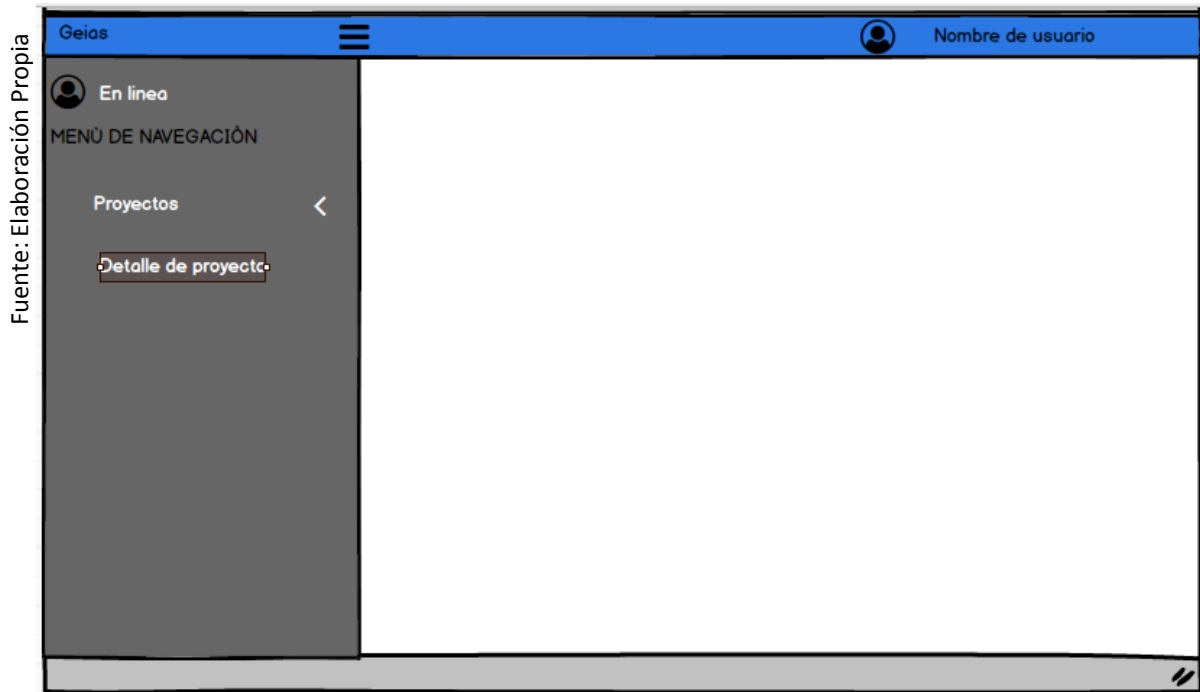 Geias
Nombre de usuario
Fuente: Elaboración Propia
En linea
MENÙ DE NAVEGACIÒN
Proyectos
Detalle de proyecto